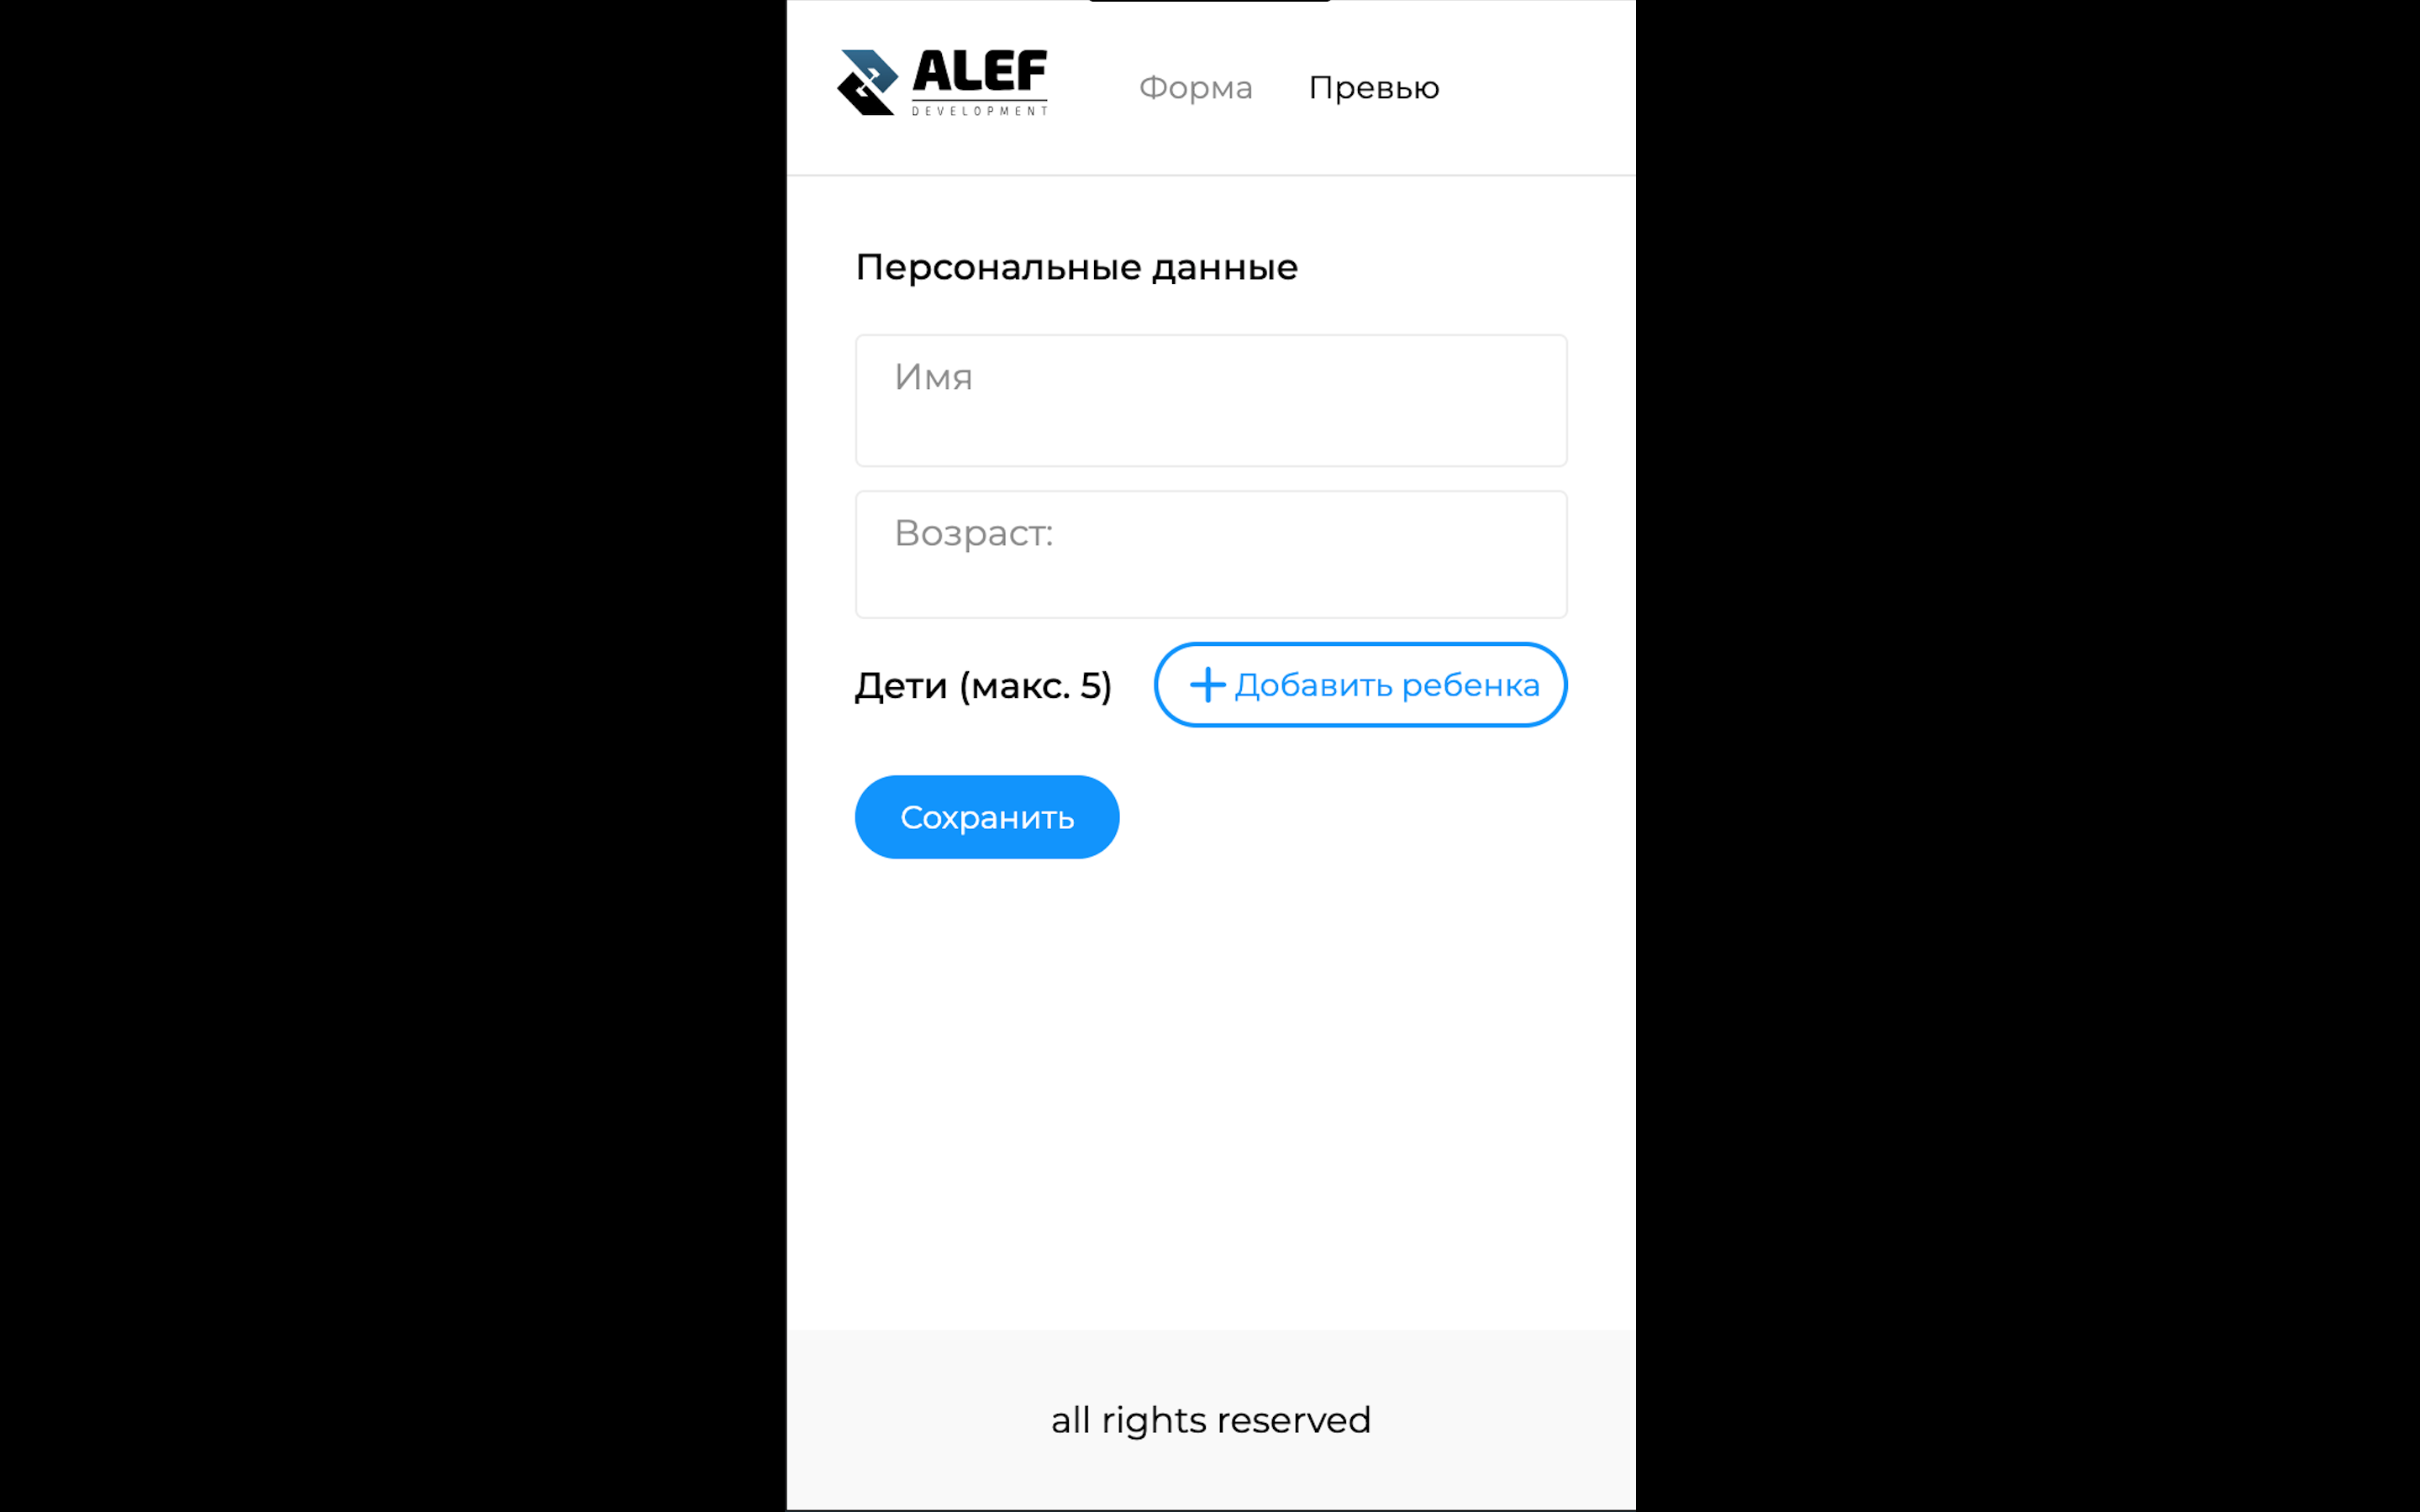 ALEF
DEVELOPMENT
Форма Превью
Персональные данные
Имя
Возраст:
Дети (макс. 5) + Добавить ребенка
Сохранить
all rights reserved